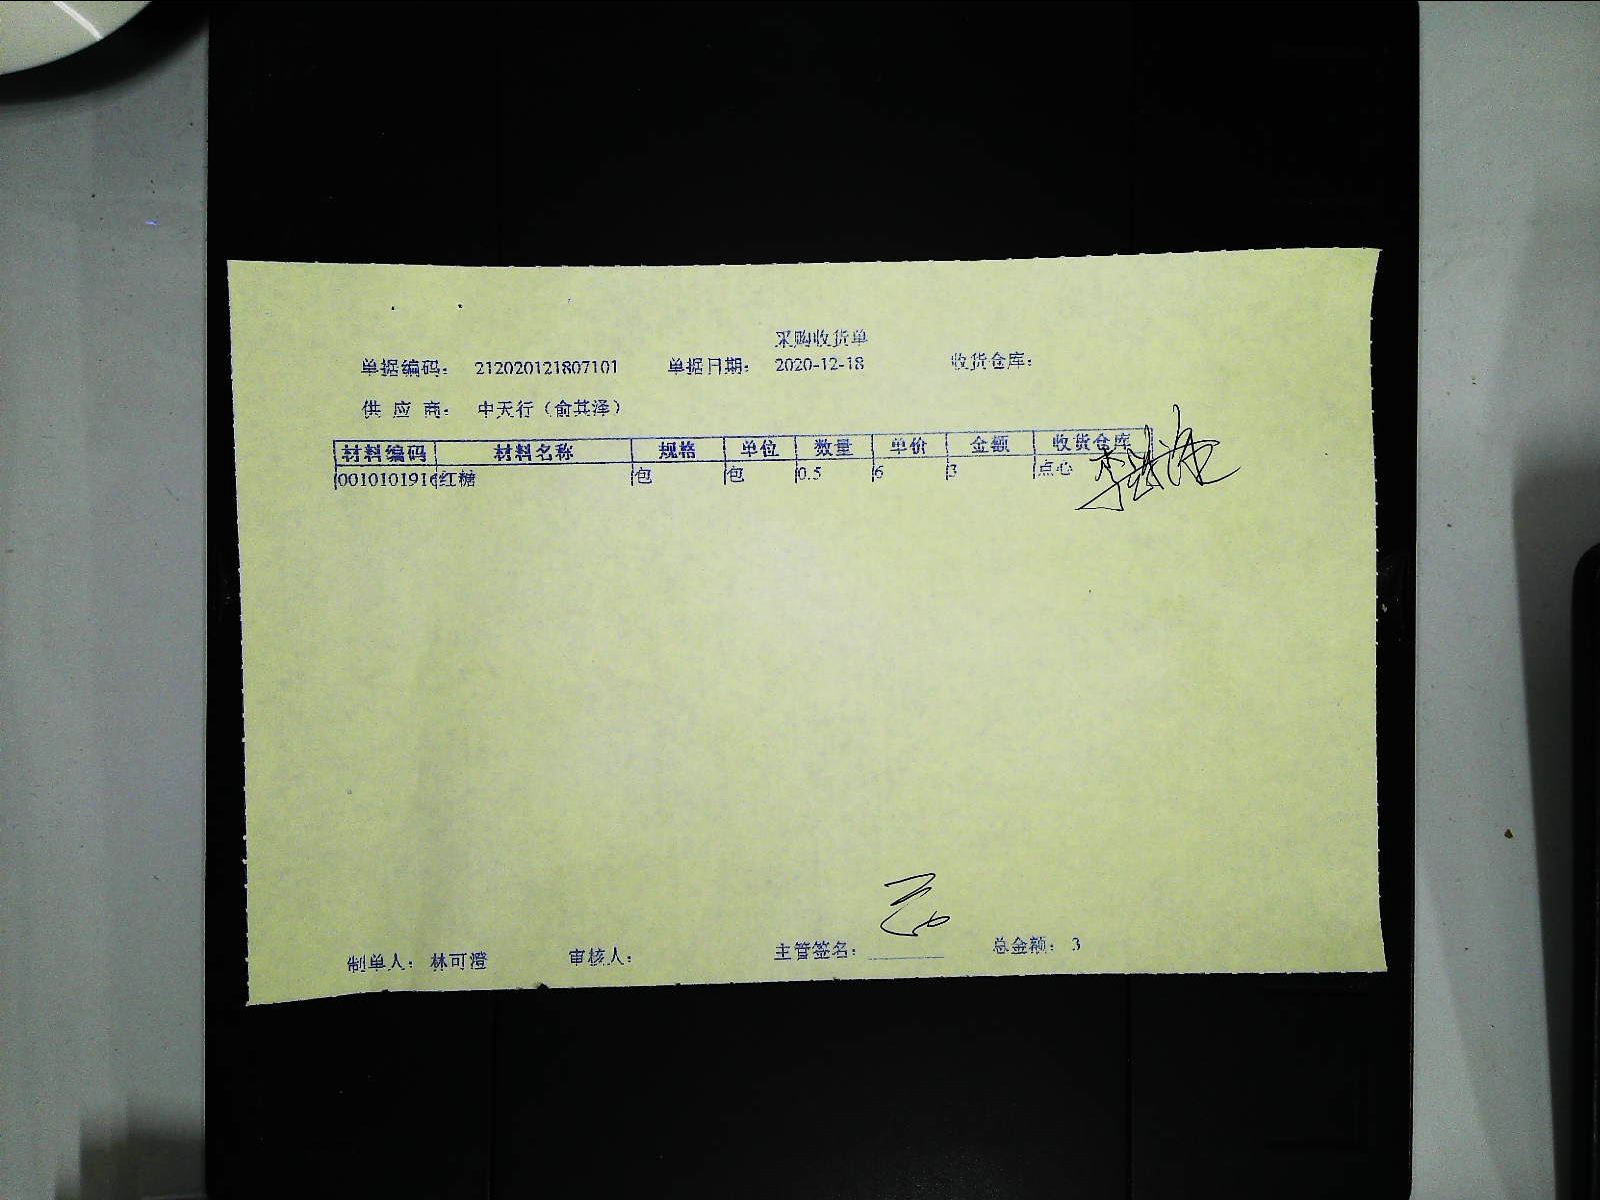 采购收货单
单据编码： 212020121807101 单据日期： 2020-12-18 收货仓库：
供 应 商： 中天行（俞其泽）
材料编码 材料名称 规格 单位 数量 单价 金额 收货仓库
001010191 红糖 包 包 0.5 6 3 点心
制单人： 林可澄 审核人： 主管签名： 总金额： 3